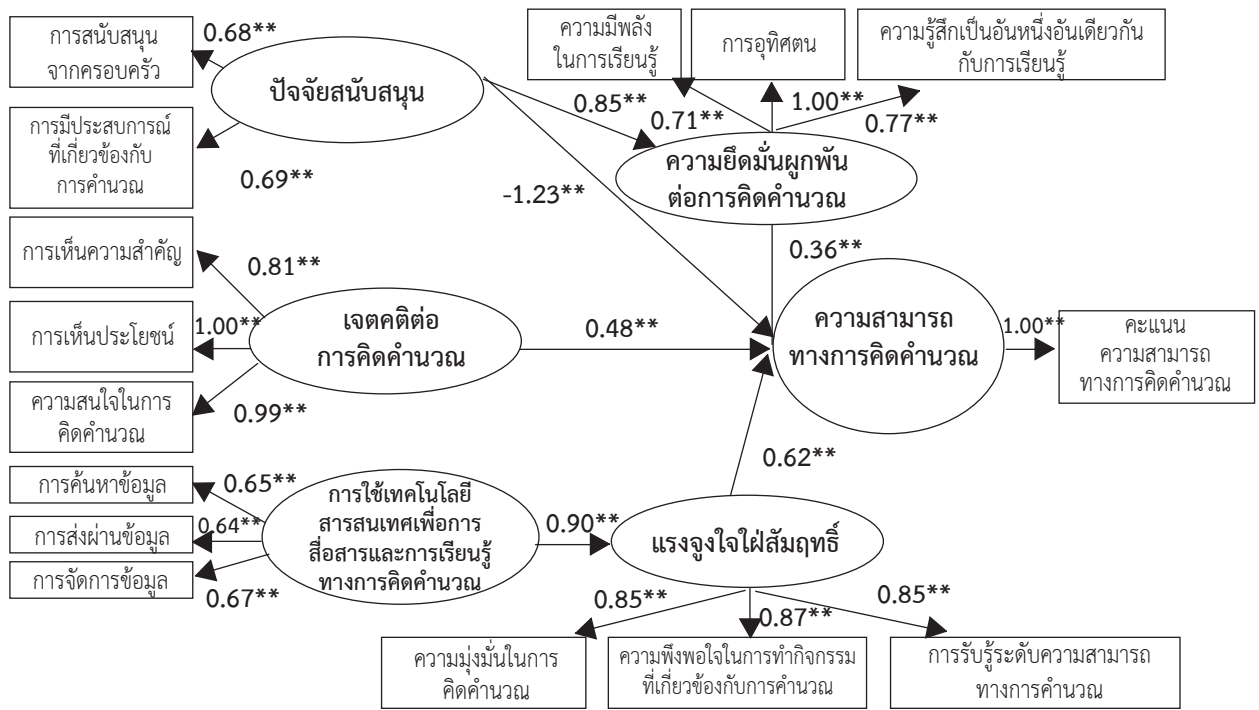 การสนับสนุน
จากครอบครัว
0.68**
ปัจจัยสนับสนุน
การมีประสบการณ์
ที่เกี่ยวข้องกับ
การคำนวณ
0.69**
ความมีพลัง
ในการเรียนรู้
การอุทิศตน
ความรู้สึกเป็นอันหนึ่งอันเดียวกัน
กับการเรียนรู้
0.85**
0.71**
1.00**
0.77**
ความยึดมั่นผูกพัน
ต่อการคิดคำนวณ
-1.23**
0.36**
การเห็นความสำคัญ
0.81**
การเห็นประโยชน์
1.00**
เจตคติต่อ
การคิดคำนวณ
0.48**
ความสามารถ
ทางการคิดคำนวณ
1.00**
คะแนน
ความสามารถ
ทางการคิดคำนวณ
ความสนใจในการ
คิดคำนวณ
0.99**
0.62**
การค้นหาข้อมูล
0.65**
การส่งผ่านข้อมูล
0.64**
การจัดการข้อมูล
0.67**
การใช้เทคโนโลยี
สารสนเทศเพื่อการ
สื่อสารและการเรียนรู้
ทางการคิดคำนวณ
0.90**
แรงจูงใจใฝ่สัมฤทธิ์
0.85**
0.87**
0.85**
ความมุ่งมั่นในการ
คิดคำนวณ
ความพึงพอใจในการทำกิจกรรม
ที่เกี่ยวข้องกับการคำนวณ
การรับรู้ระดับความสามารถ
ทางการคำนวณ